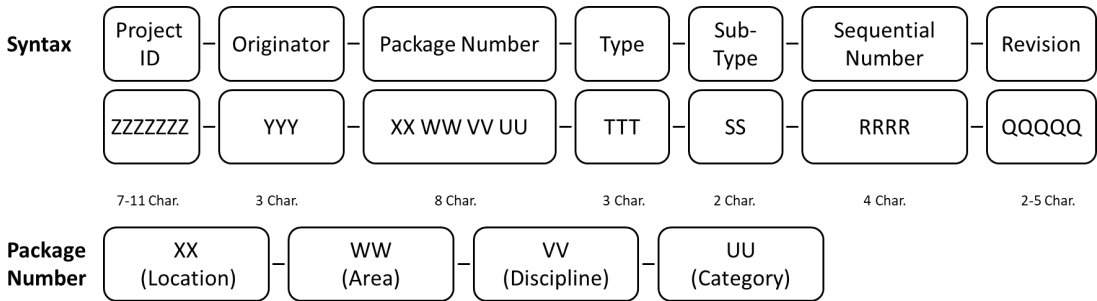 Syntax
Project
ID
Originator
Package Number
Type
Sub-
Type
Sequential
Number
Revision
ZZZZZZZ
YYY
XX WW VV UU
TTT
SS
RRRR
QQQQQ
7-11 Char.
3 Char.
8 Char.
3 Char.
2 Char.
4 Char.
2-5 Char.
Package
Number
XX
(Location)
WW
(Area)
VV
(Discipline)
UU
(Category)